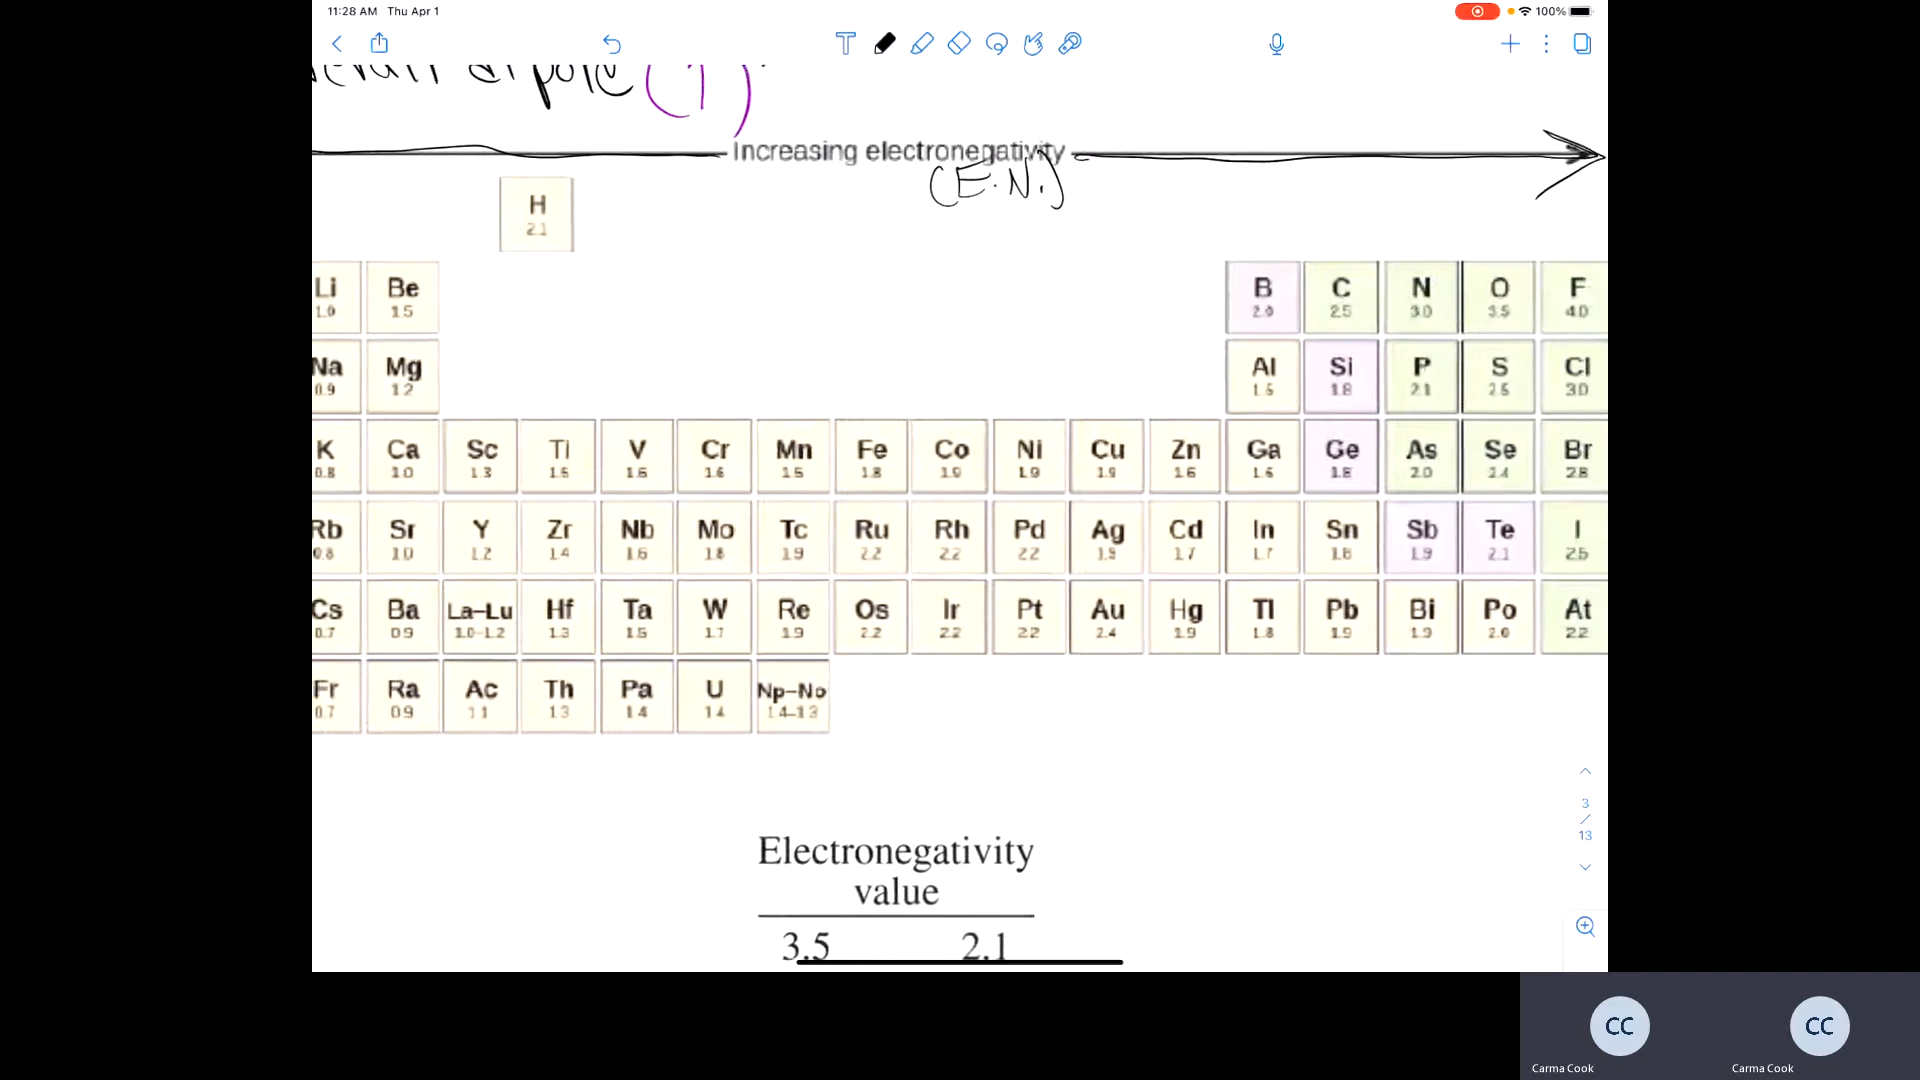 11:28 AM Thu Apr 1
100%
dipole
Increasing electronegativity
(E.N.)
H
2.1
Li Be B C N O F
1.0 1.5 2.0 2.5 3.0 3.5 4.0
Na Mg Al Si P S Cl
0.9 1.2 1.5 1.8 2.1 2.5 3.0
K Ca Sc Ti V Cr Mn Fe Co Ni Cu Zn Ga Ge As Se Br
0.8 1.0 1.3 1.5 1.6 1.6 1.5 1.8 1.9 1.9 1.9 1.6 1.6 1.8 2.0 2.4 2.8
Rb Sr Y Zr Nb Mo Tc Ru Rh Pd Ag Cd In Sn Sb Te I
0.8 1.0 1.2 1.4 1.6 1.8 1.9 2.2 2.2 2.2 1.9 1.7 1.7 1.8 1.9 2.1 2.5
Cs Ba La–Lu Hf Ta W Re Os Ir Pt Au Hg Tl Pb Bi Po At
0.7 0.9 1.0–1.2 1.3 1.5 1.7 1.9 2.2 2.2 2.2 2.4 1.9 1.8 1.9 1.9 2.0 2.2
Fr Ra Ac Th Pa U Np–No
0.7 0.9 1.1 1.3 1.4 1.4 1.4–1.3
3
/
13
Electronegativity
value
3.5 2.1
CC CC
Carma Cook Carma Cook